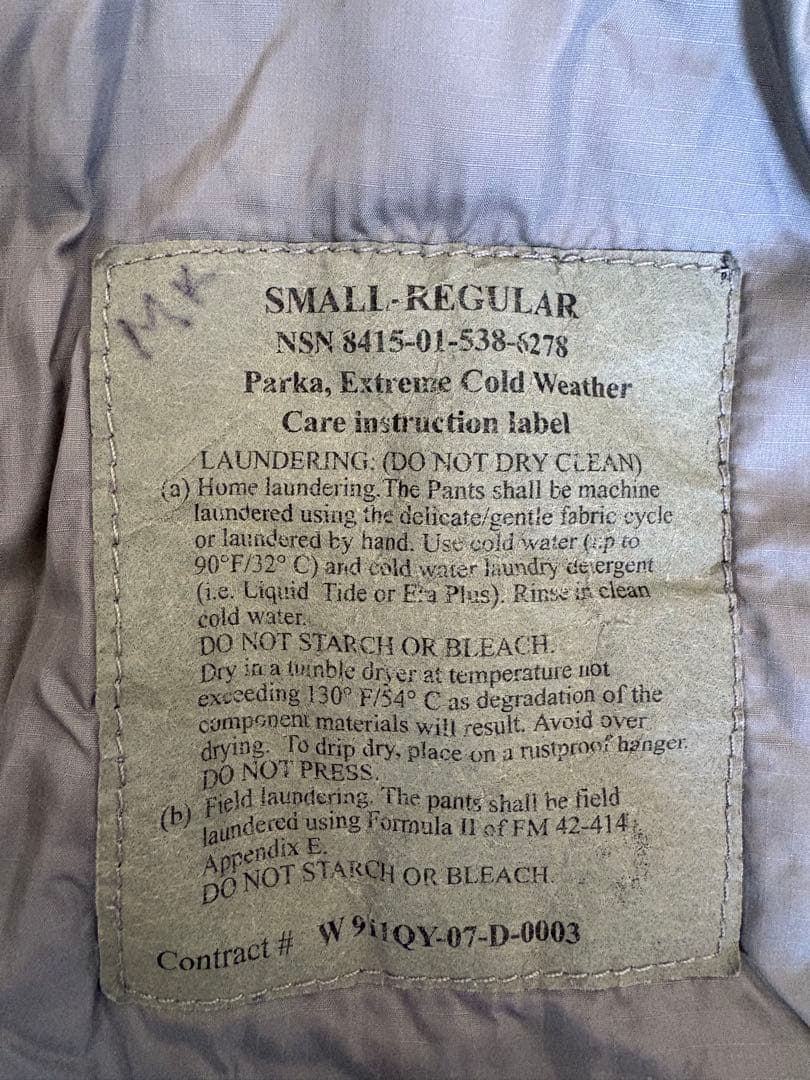 MK
SMALL-REGULAR
NSN 8415-01-538-6278
Parka, Extreme Cold Weather
Care instruction label
LAUNDERING: (DO NOT DRY CLEAN)
(a) Home laundering. The Pants shall be machine
laundered using the delicate/gentle fabric cycle
or laundered by hand. Use cold water (up to
90°F/32° C) and cold water laundry detergent
(i.e. Liquid Tide or Era Plus). Rinse in clean
cold water.
DO NOT STARCH OR BLEACH.
Dry in a tumble dryer at temperature not
exceeding 130° F/54° C as degradation of the
component materials will result. Avoid over
drying. To drip dry, place on a rustproof hanger.
DO NOT PRESS.
(b) Field laundering. The pants shall be field
laundered using Formula II of FM 42-414,
Appendix E.
DO NOT STARCH OR BLEACH.
Contract # W911QY-07-D-0003